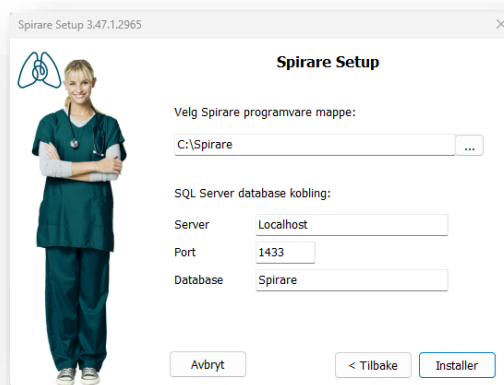 Spirare Setup 3.47.1.2965
Spirare Setup
Velg Spirare programvare mappe:
C:\Spirare
...
SQL Server database kobling:
Server Localhost
Port 1433
Database Spirare
Avbryt < Tilbake Installer